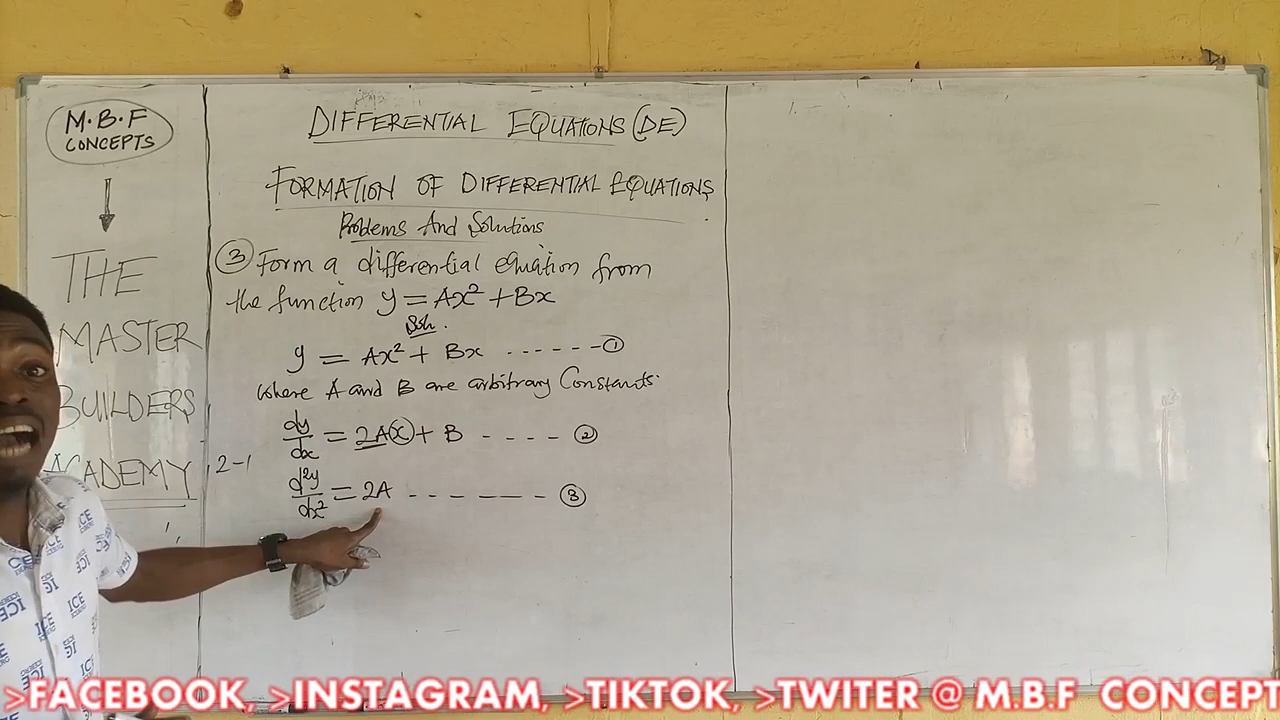 M.B.F
CONCEPTS
THE
MASTER
BUILDERS
ACADEMY
DIFFERENTIAL EQUATIONS (DE)
FORMATION OF DIFFERENTIAL EQUATIONS
Problems And Solutions
③ Form a differential equation from
the function y = Ax² + Bx
Soln.
y = Ax² + Bx ------- ①
where A and B are arbitrary Constants.
dy/dx = 2A(x) + B ---- ②
2-1
d²y/dx² = 2A ------- ③
ICE
>FACEBOOK, >INSTAGRAM, >TIKTOK, >TWITER @ M.B.F CONCEPT